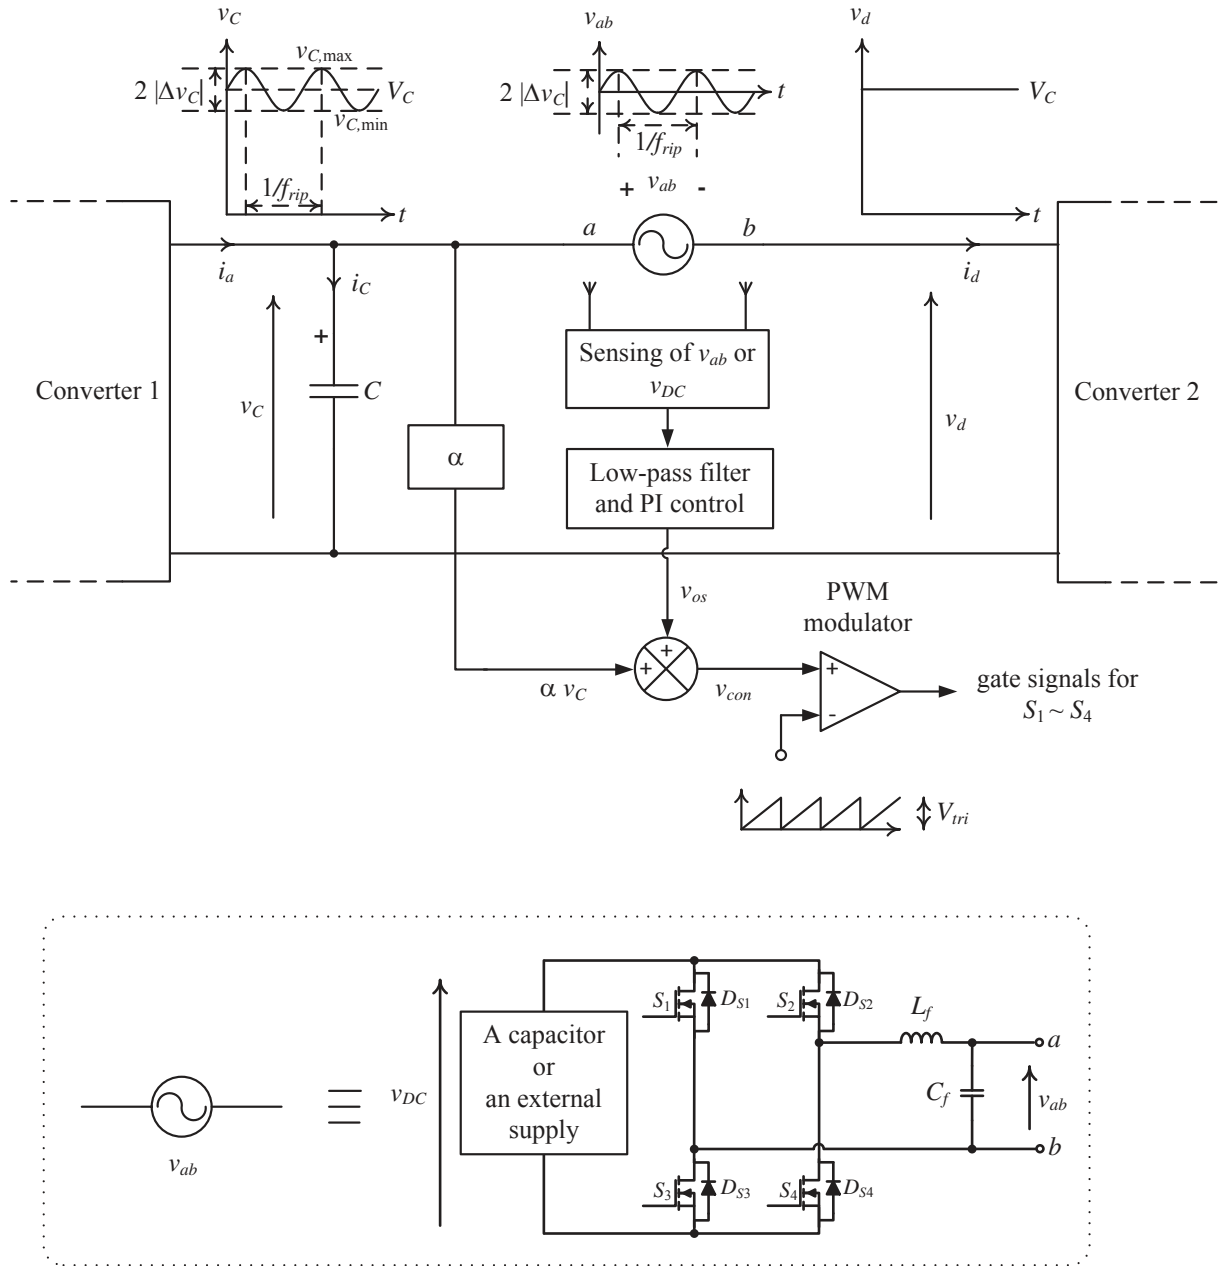 v_C
v_ab
v_d
v_C,max
2 |Δv_C|
V_C
v_C,min
1/f_rip
t
2 |Δv_C|
t
1/f_rip
V_C
t
+ v_ab -
a
b
i_a
i_C
i_d
+
Converter 1
v_C
C
Sensing of v_ab or
v_DC
v_d
Converter 2
α
Low-pass filter
and PI control
v_os
PWM
modulator
+
+
α v_C
v_con
+
-
gate signals for
S_1 ~ S_4
V_tri
S_1
D_S1
S_2
D_S2
L_f
a
A capacitor
or
an external
supply
v_DC
C_f
v_ab
b
v_ab
S_3
D_S3
S_4
D_S4